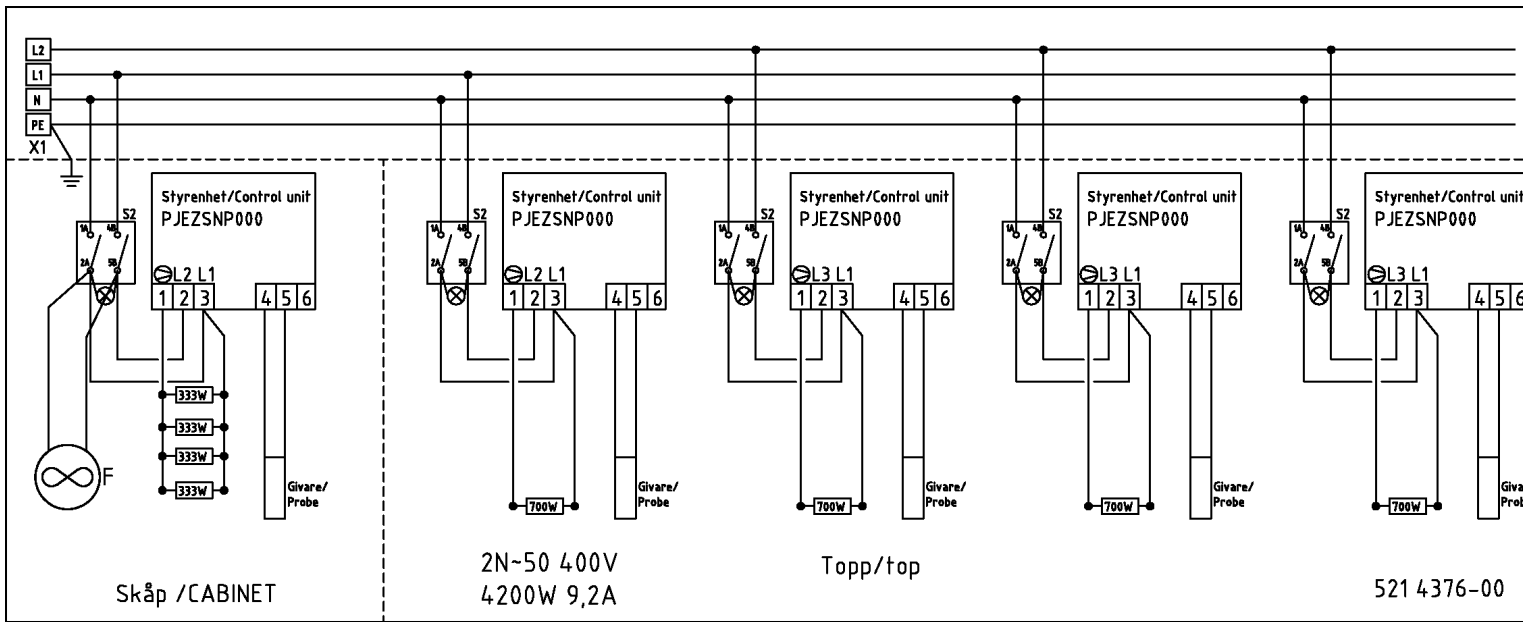 L2
L1
N
PE
X1
Styrenhet/Control unit
PJEZSNP000
S2
1A 4B
2A 5B
L2 L1
1 2 3 4 5 6
333W
333W
333W
333W
F
Givare/
Probe
Skåp /CABINET
Styrenhet/Control unit
PJEZSNP000
S2
1A 4B
2A 5B
L2 L1
1 2 3 4 5 6
700W
Givare/
Probe
2N~50 400V
4200W 9,2A
Styrenhet/Control unit
PJEZSNP000
S2
1A 4B
2A 5B
L3 L1
1 2 3 4 5 6
700W
Givare/
Probe
Topp/top
Styrenhet/Control unit
PJEZSNP000
S2
1A 4B
2A 5B
L3 L1
1 2 3 4 5 6
700W
Givare/
Probe
Styrenhet/Control unit
PJEZSNP000
S2
1A 4B
2A 5B
L3 L1
1 2 3 4 5 6
700W
Giva
Prob
521 4376-00